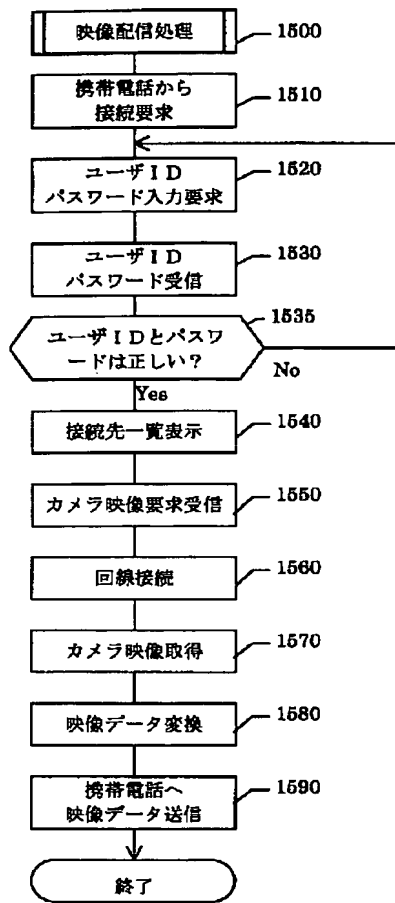 映像配信処理
1500
携帯電話から
接続要求
1510
ユーザID
パスワード入力要求
1520
ユーザID
パスワード受信
1530
ユーザIDとパスワ
ードは正しい？
1535
No
Yes
接続先一覧表示
1540
カメラ映像要求受信
1550
回線接続
1560
カメラ映像取得
1570
映像データ変換
1580
携帯電話へ
映像データ送信
1590
終了